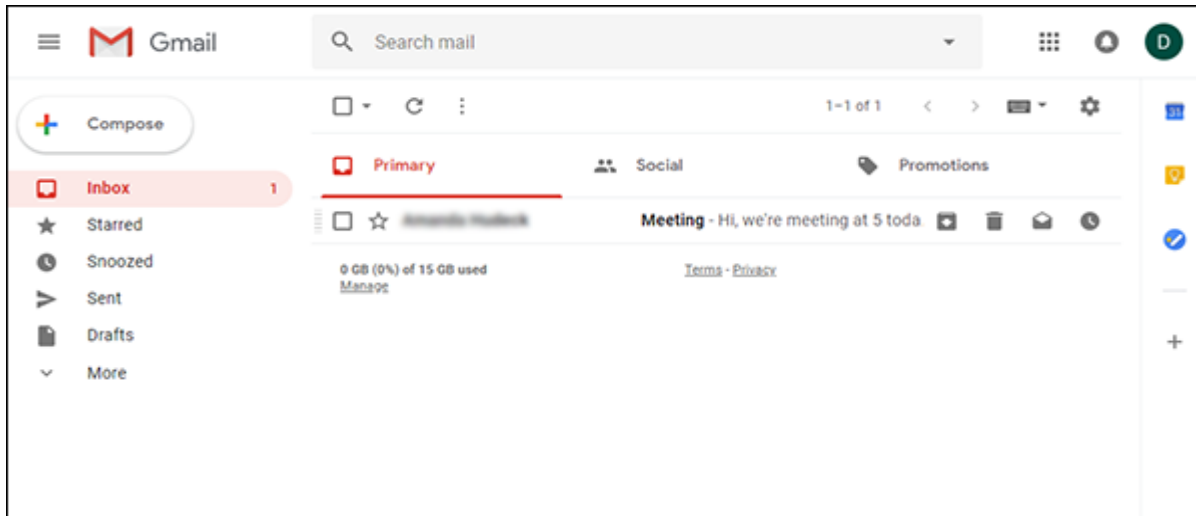 Gmail
Search mail
D
Compose
1–1 of 1
31
Primary
Social
Promotions
Inbox 1
Meeting - Hi, we're meeting at 5 toda
Starred
Snoozed
0 GB (0%) of 15 GB used
Manage
Terms - Privacy
Sent
Drafts
More